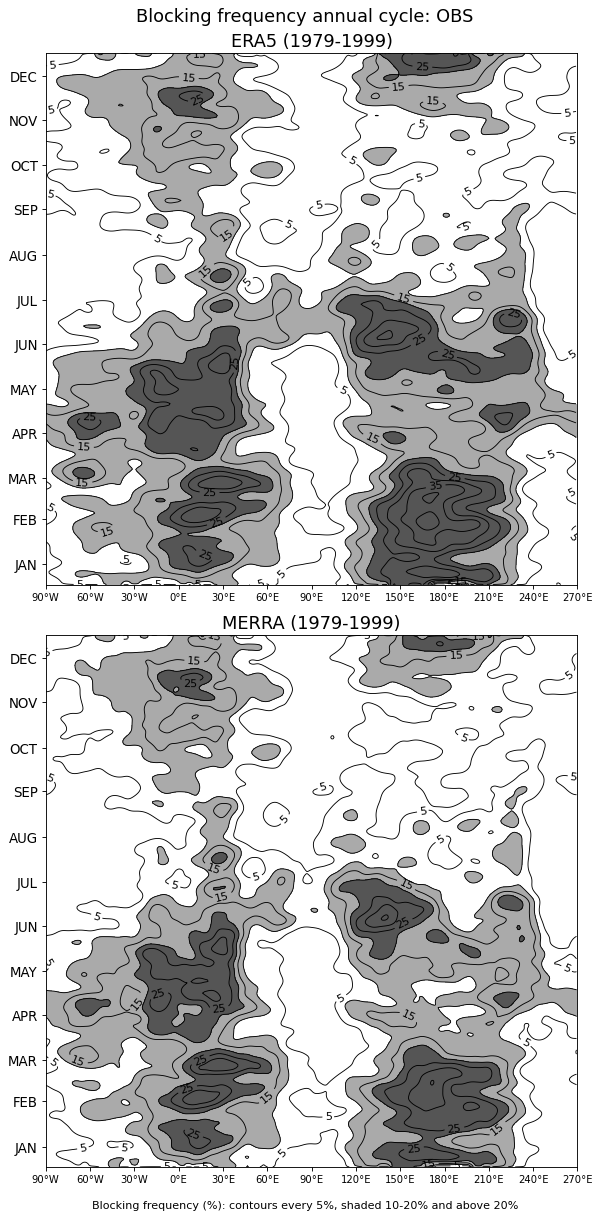 Blocking frequency annual cycle: OBS
ERA5 (1979-1999)
DEC
NOV
OCT
SEP
AUG
JUL
JUN
MAY
APR
MAR
FEB
JAN
90°W 60°W 30°W 0°E 30°E 60°E 90°E 120°E 150°E 180°E 210°E 240°E 270°E
MERRA (1979-1999)
DEC
NOV
OCT
SEP
AUG
JUL
JUN
MAY
APR
MAR
FEB
JAN
90°W 60°W 30°W 0°E 30°E 60°E 90°E 120°E 150°E 180°E 210°E 240°E 270°E
Blocking frequency (%): contours every 5%, shaded 10-20% and above 20%